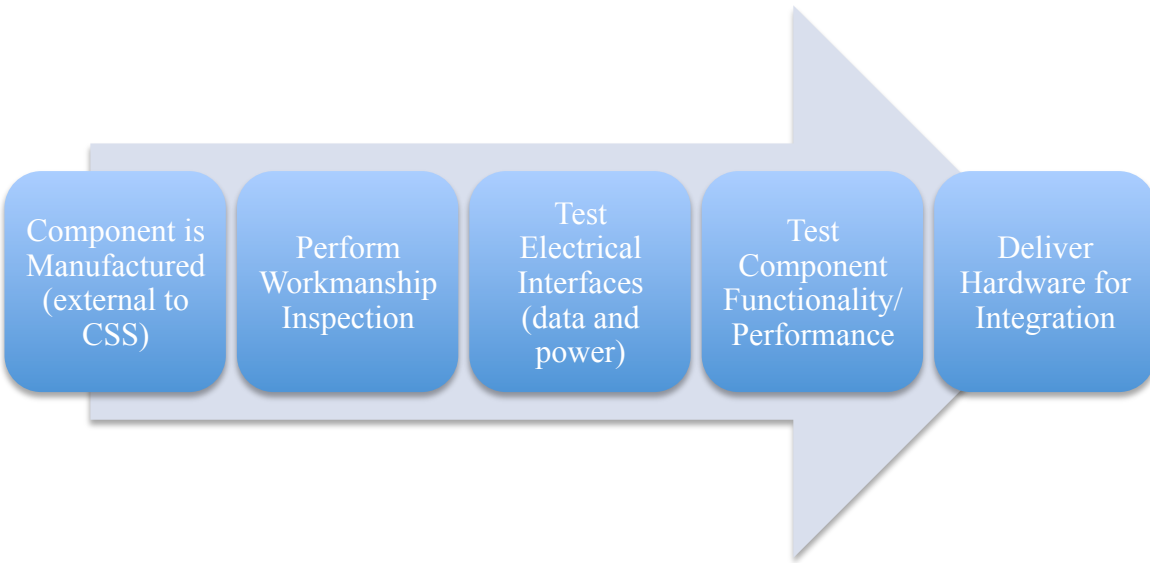 Component is
Manufactured
(external to
CSS)
Perform
Workmanship
Inspection
Test
Electrical
Interfaces
(data and
power)
Test
Component
Functionality/
Performance
Deliver
Hardware for
Integration